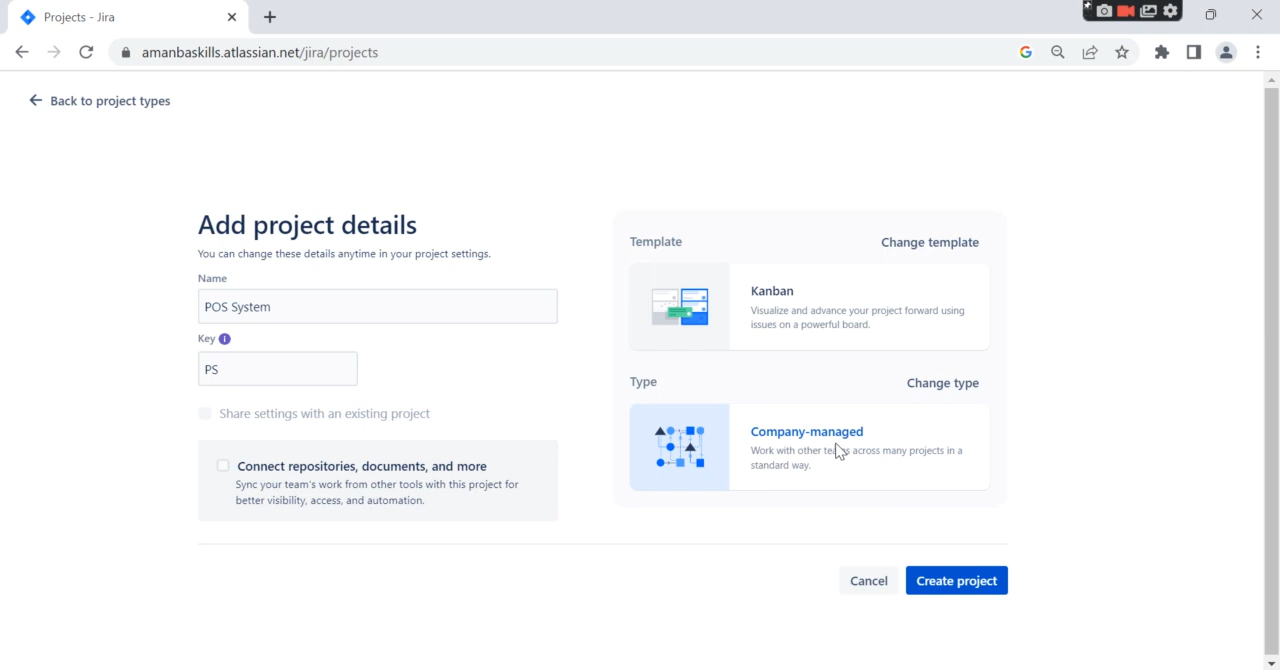 Projects - Jira
amanbaskills.atlassian.net/jira/projects
Back to project types
Add project details
You can change these details anytime in your project settings.
Name
POS System
Key
PS
Share settings with an existing project
Connect repositories, documents, and more
Sync your team's work from other tools with this project for
better visibility, access, and automation.
Template
Change template
Kanban
Visualize and advance your project forward using
issues on a powerful board.
Type
Change type
Company-managed
Work with other teams across many projects in a
standard way.
Cancel
Create project